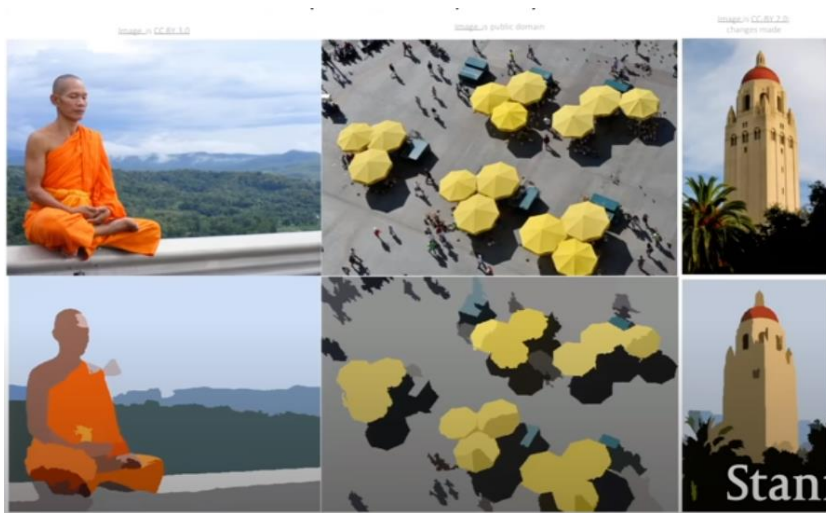 Image is CC BY 3.0
Image is public domain
Image is CC BY 2.0;
changes made
Stan